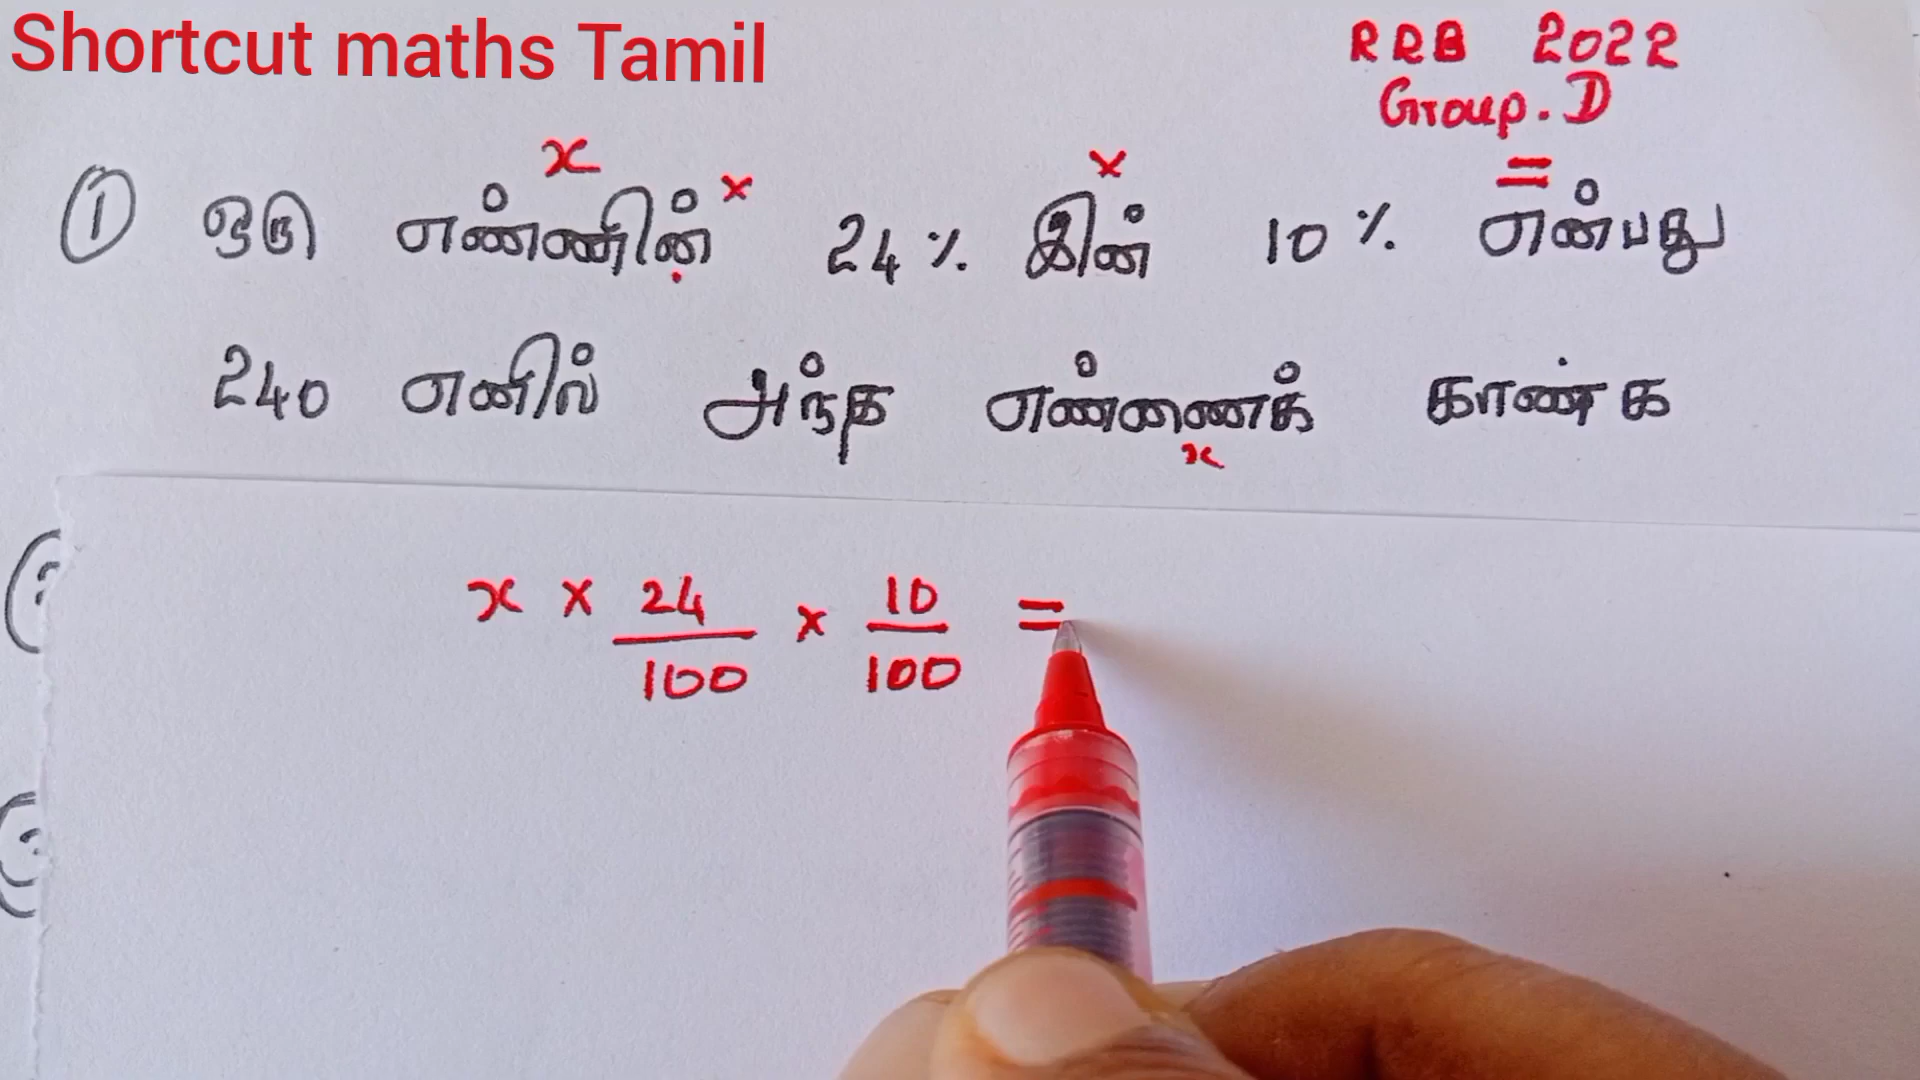 Shortcut maths Tamil
RRB 2022
Group. D
x × × =
① ஒரு எண்ணின் 24% இன் 10% என்பது
240 எனில் அந்த எண்ணைக் காண்க
x
x × 24/100 × 10/100 =